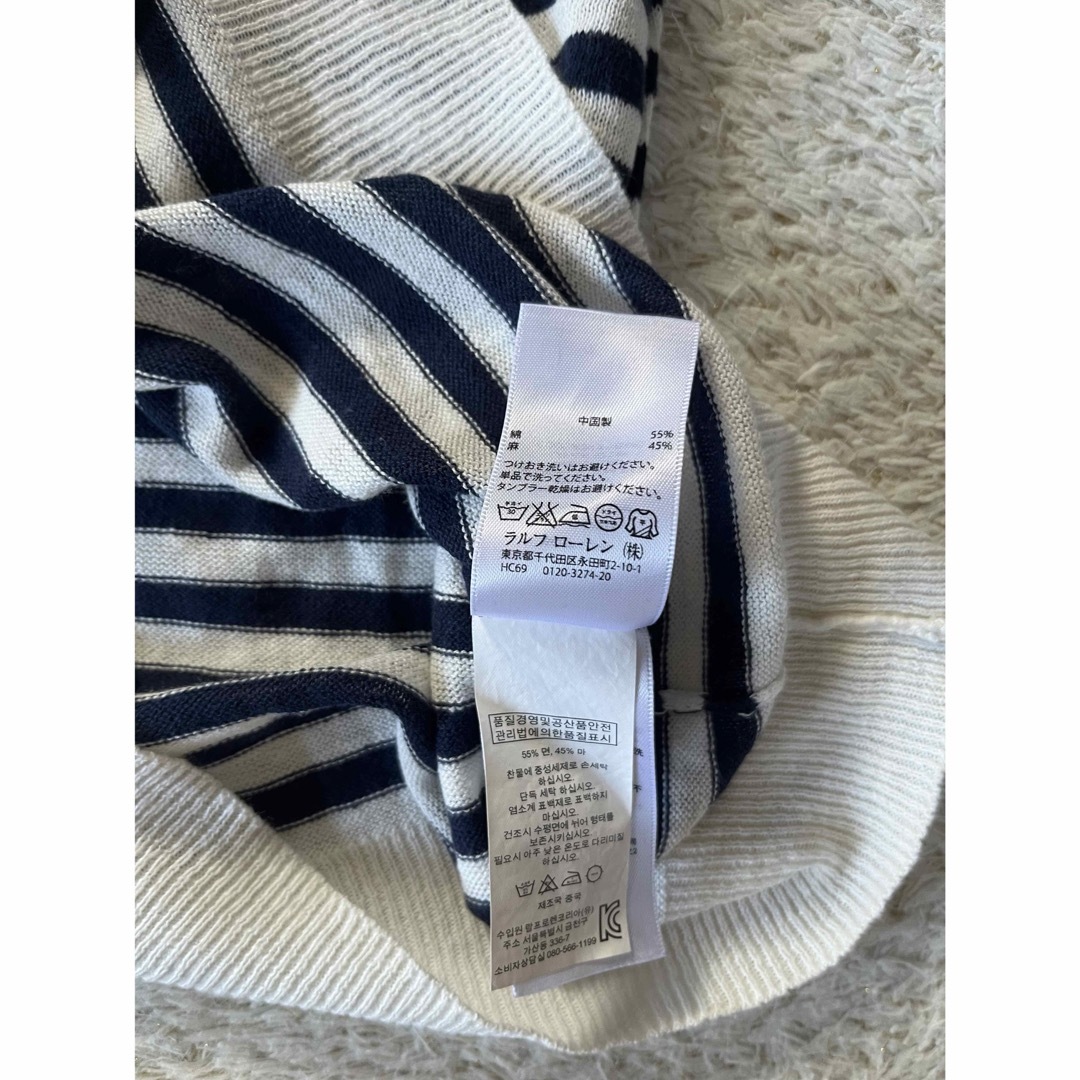 中国製
綿 55%
麻 45%
つけおき洗いはお避けください。
単品で洗ってください。
タンブラー乾燥はお避けください。
ラルフ ローレン (株)
東京都千代田区永田町2-10-1
HC69 0120-3274-20
품질경영및공산품안전
관리법에의한품질표시
55% 면, 45% 마
찬물에 중성세제로 손세탁
하십시오.
단독 세탁 하십시오.
염소계 표백제로 표백하지
마십시오.
건조시 수평면에 뉘어 형태를
보존시키십시오.
필요시 아주 낮은 온도로 다리미질
하십시오.
제조국 중국
수입원 랄프로렌코리아(유)
주소 서울특별시 금천구
가산동 336-7
소비자상담실 080-566-1199